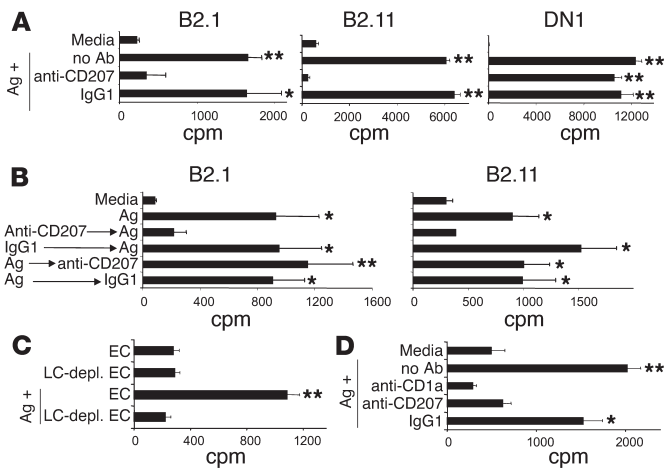 A B2.1 B2.11 DN1
Media
no Ab ** ** **
Ag + anti-CD207 **
IgG1 * ** **
0 1000 2000 0 2000 4000 6000 0 4000 8000 12000
cpm cpm cpm
B B2.1 B2.11
Media
Ag * *
Anti-CD207 → Ag
IgG1 → Ag * *
Ag → anti-CD207 ** *
Ag → IgG1 * *
0 400 800 1200 1600 0 500 1000 1500
cpm cpm
C
EC
LC-depl. EC
Ag + EC **
LC-depl. EC
0 400 800 1200
cpm
D
Media
no Ab **
Ag + anti-CD1a
anti-CD207
IgG1 *
0 1000 2000
cpm